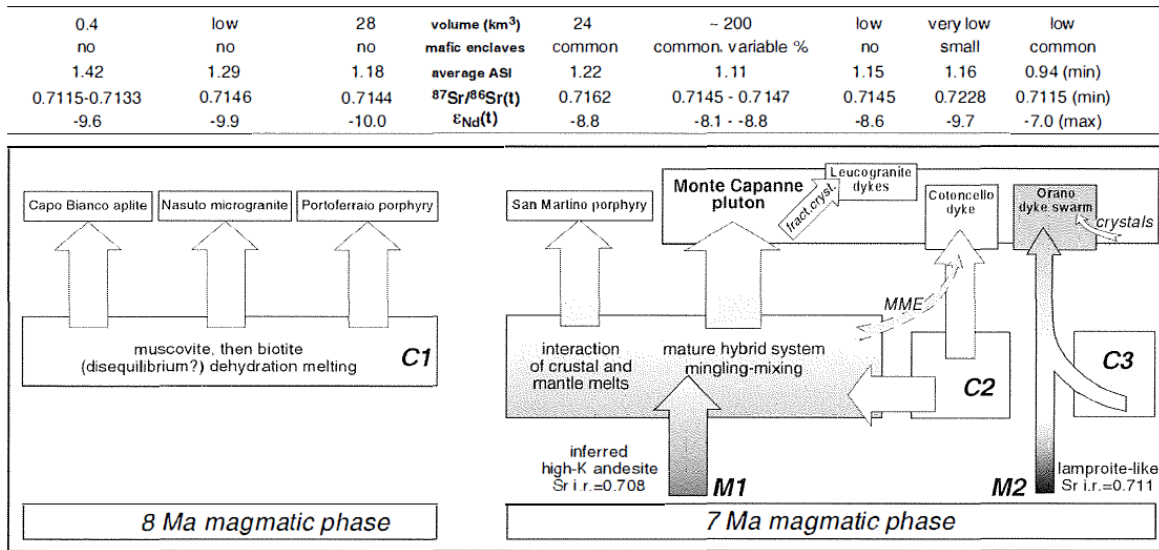 0.4 low 28 volume (km³) 24 ~ 200 low very low low
no no no mafic enclaves common common. variable % no small common
1.42 1.29 1.18 average ASI 1.22 1.11 1.15 1.16 0.94 (min)
0.7115-0.7133 0.7146 0.7144 ⁸⁷Sr/⁸⁶Sr(t) 0.7162 0.7145 - 0.7147 0.7145 0.7228 0.7115 (min)
-9.6 -9.9 -10.0 εNd(t) -8.8 -8.1 - -8.8 -8.6 -9.7 -7.0 (max)
Capo Bianco aplite
Nasuto microgranite
Portoferraio porphyry
San Martino porphyry
Monte Capanne
pluton
fract.cryst.
Leucogranite
dykes
Cotoncello
dyke
Orano
dyke swarm
crystals
MME
muscovite, then biotite
(disequilibrium?) dehydration melting
C1
interaction
of crustal and
mantle melts
mature hybrid system
mingling-mixing
C2
C3
inferred
high-K andesite
Sr i.r.=0.708
M1
M2
lamproite-like
Sr i.r.=0.711
8 Ma magmatic phase
7 Ma magmatic phase